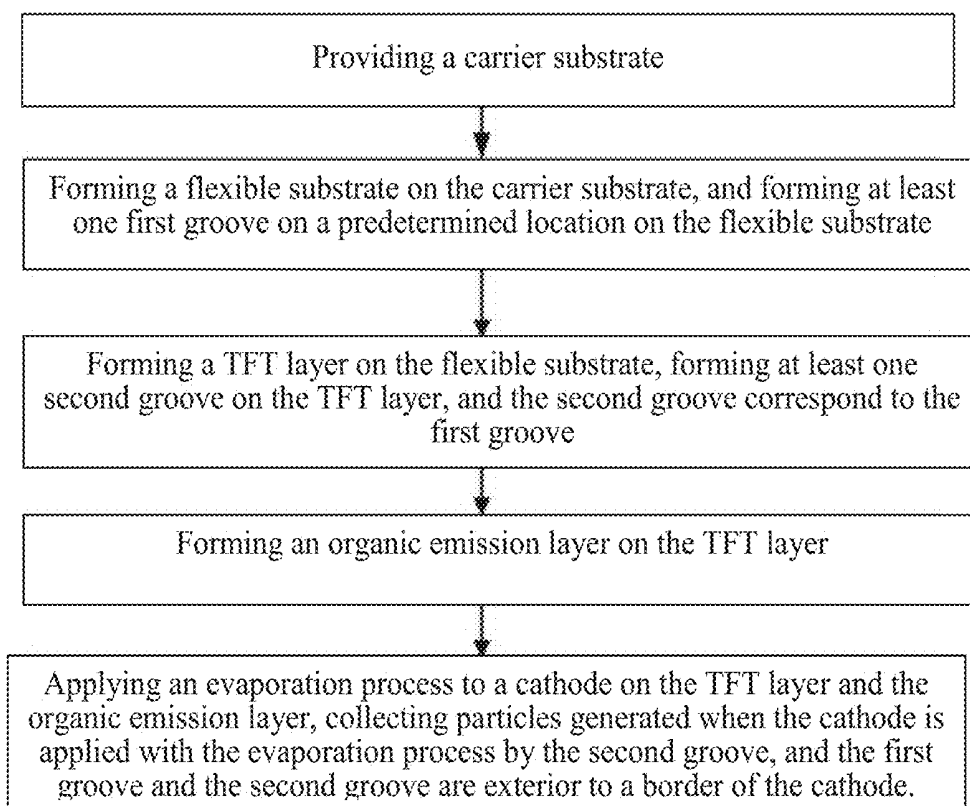 Providing a carrier substrate
Forming a flexible substrate on the carrier substrate, and forming at least
one first groove on a predetermined location on the flexible substrate
Forming a TFT layer on the flexible substrate, forming at least one
second groove on the TFT layer, and the second groove correspond to the
first groove
Forming an organic emission layer on the TFT layer
Applying an evaporation process to a cathode on the TFT layer and the
organic emission layer, collecting particles generated when the cathode is
applied with the evaporation process by the second groove, and the first
groove and the second groove are exterior to a border of the cathode.